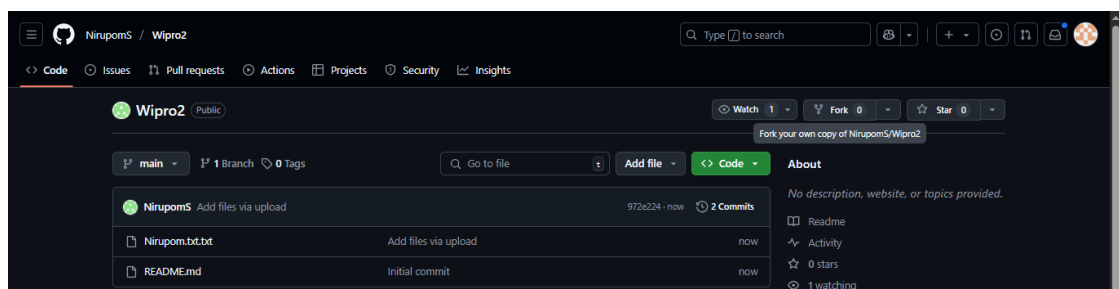 NirupomS / Wipro2
Type / to search
Code Issues Pull requests Actions Projects Security Insights
Wipro2 Public
Watch 1 Fork 0 Star 0
Fork your own copy of NirupomS/Wipro2
main 1 Branch 0 Tags Go to file t Add file Code
About
No description, website, or topics provided.
NirupomS Add files via upload 972e224 · now 2 Commits
Readme
Nirupom.txt.txt Add files via upload now
Activity
README.md Initial commit now
0 stars
1 watching